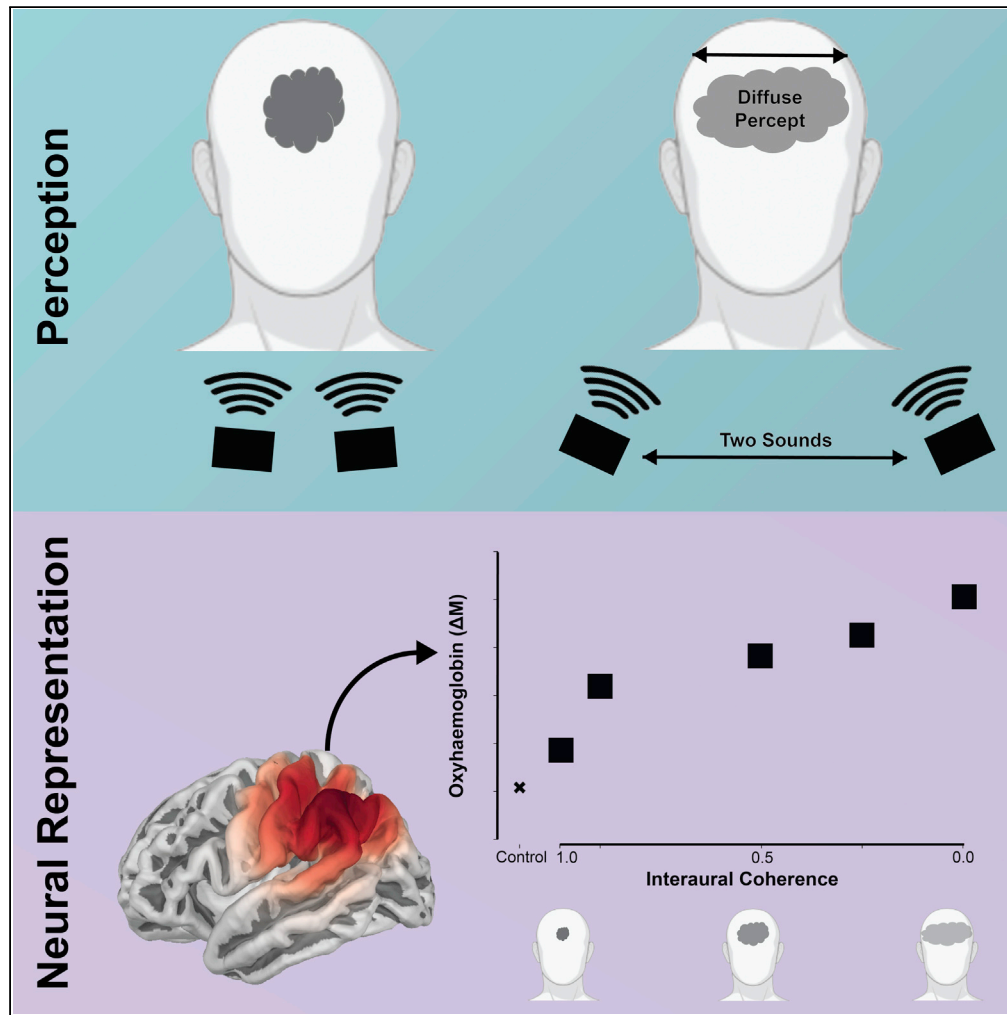 Perception
Diffuse
Percept
Two Sounds
Neural Representation
Oxyhaemoglobin (ΔM)
Control 1.0 0.5 0.0
Interaural Coherence